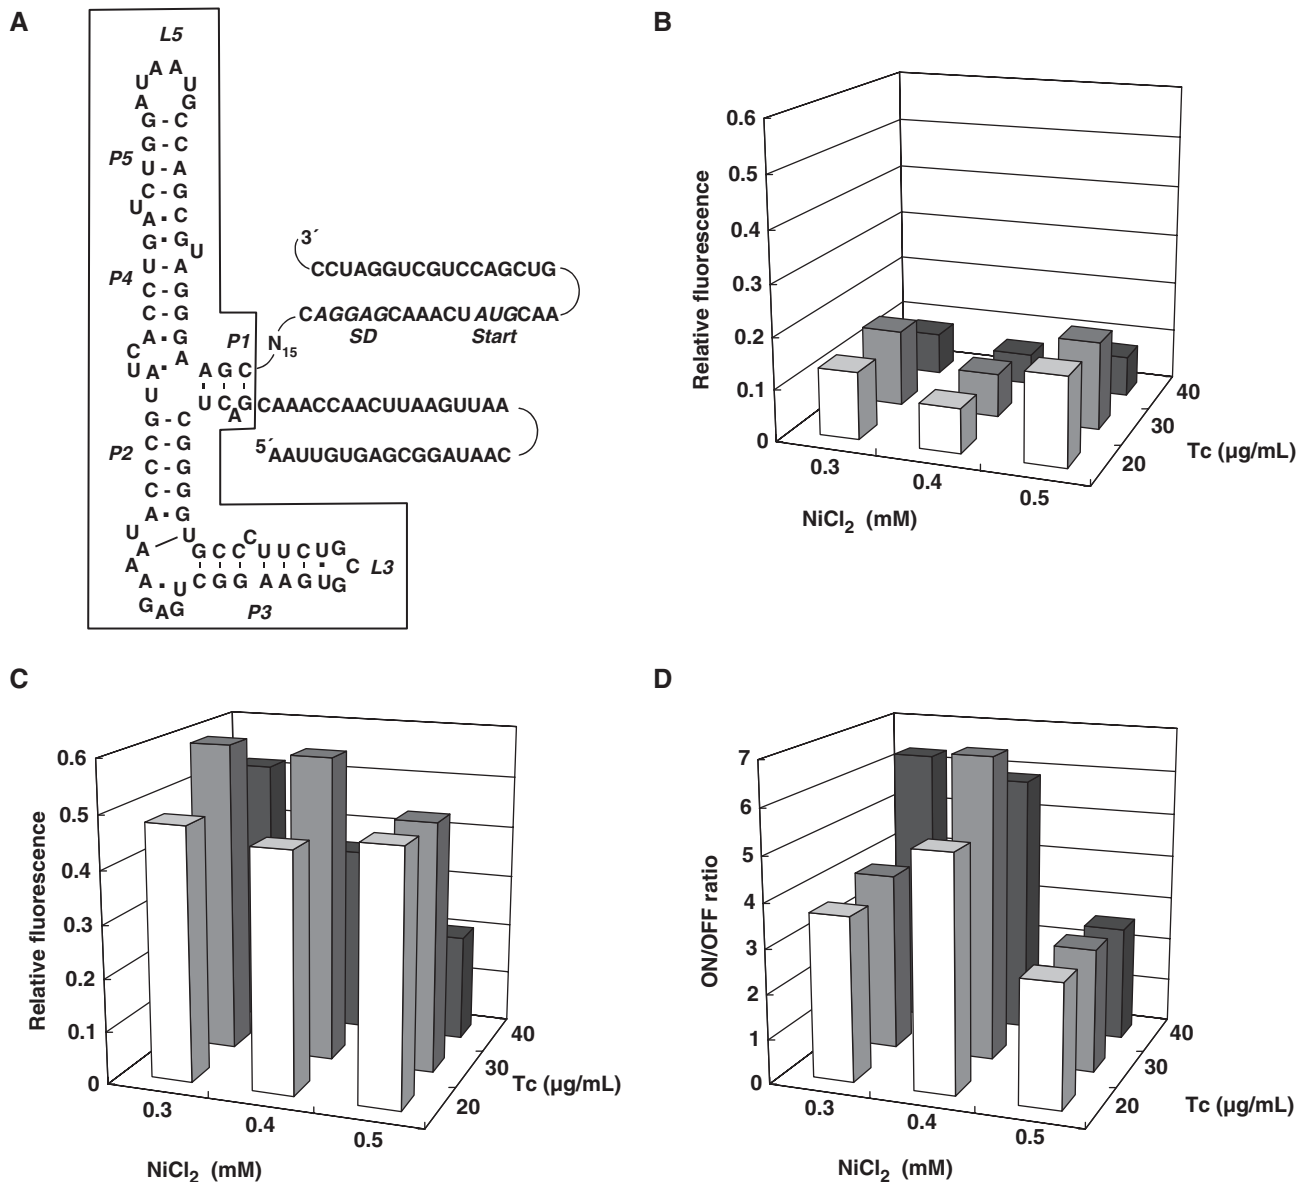 A
L5
A A
U U
A G
G - C
G - C
P5
U - A
C - G
U
A ▪ C
G ▪ G
U
U - A
P4
C - G
C - G
A ▪ G
C
U
A ▪ A
P1
A G C
N15
U C G
A
U
G - C
C - G
P2
C - G
C - G
A ▪ G
U
A U
A
A ▪ U
G A G
G C C C U U C U G
C
L3
C G G A A G U G
P3
3´
CCUAGGUCGUCCAGCUG
CAGGAGCAAACUAUGCAA
SD
Start
CAAACCAACUUAAGUUAA
5´AAUUGUGAGCGGAUAAC
B
Relative fluorescence
0.6
0.5
0.4
0.3
0.2
0.1
0
0.3
0.4
0.5
NiCl2 (mM)
20
30
40
Tc (µg/mL)
C
Relative fluorescence
0.6
0.5
0.4
0.3
0.2
0.1
0
0.3
0.4
0.5
NiCl2 (mM)
20
30
40
Tc (µg/mL)
D
ON/OFF ratio
7
6
5
4
3
2
1
0
0.3
0.4
0.5
NiCl2 (mM)
20
30
40
Tc (µg/mL)